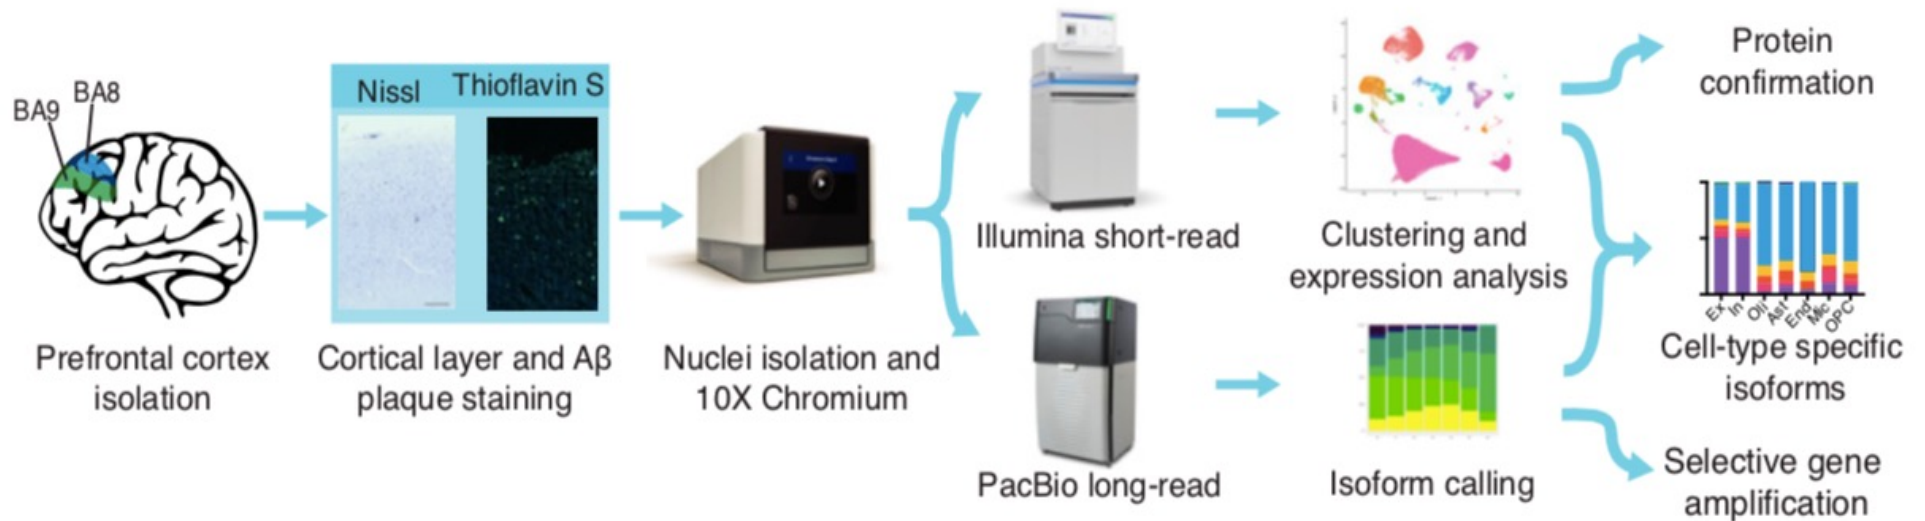 BA9
BA8
Prefrontal cortex
isolation
Nissl
Thioflavin S
Cortical layer and Aβ
plaque staining
Nuclei isolation and
10X Chromium
Illumina short-read
PacBio long-read
Clustering and
expression analysis
Isoform calling
Protein
confirmation
Ex
In
Oli
Ast
End
Mic
OPC
Cell-type specific
isoforms
Selective gene
amplification